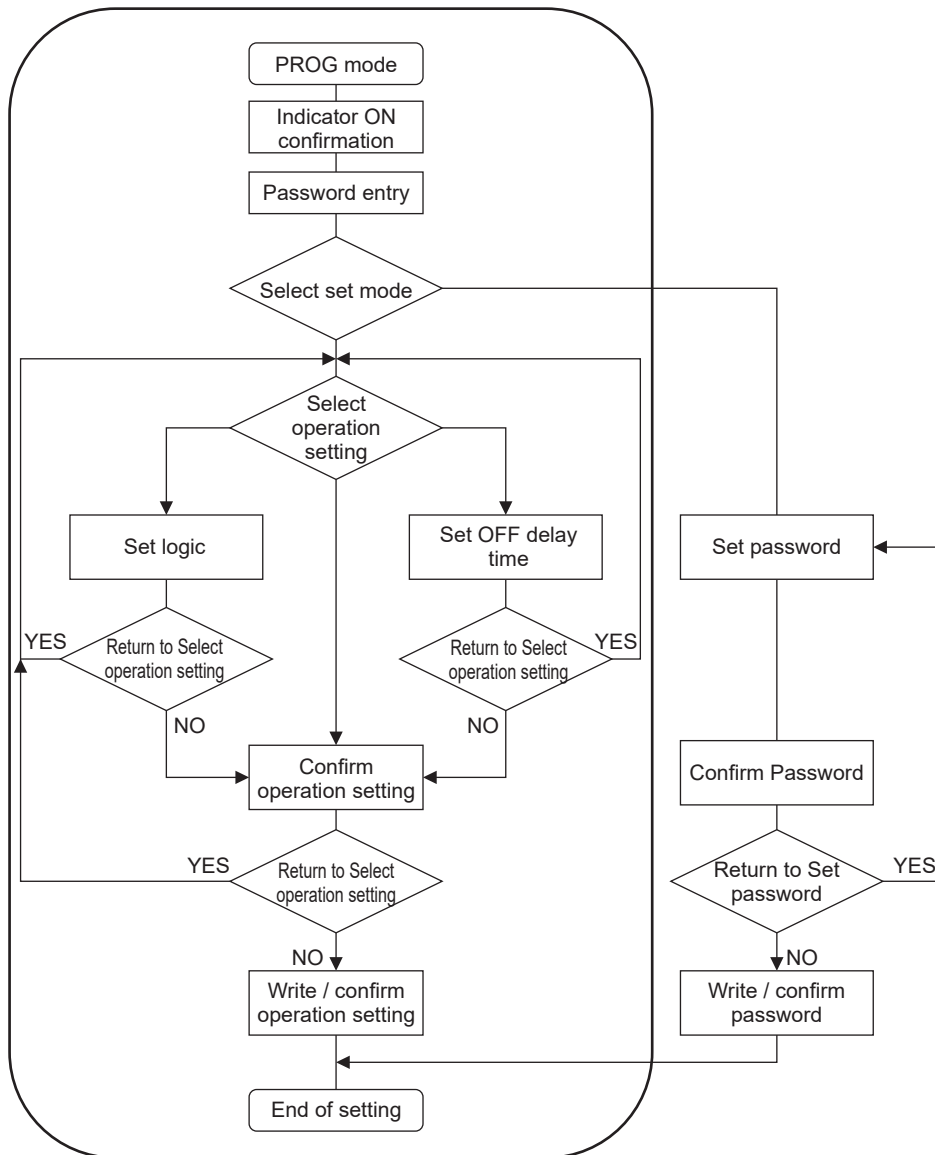 PROG mode
Indicator ON
confirmation
Password entry
Select set mode
Select
operation
setting
Set logic
Set OFF delay
time
Set password
YES
Return to Select
operation setting
Return to Select
operation setting
YES
NO
NO
Confirm
operation setting
Confirm Password
YES
Return to Select
operation setting
Return to Set
password
YES
NO
NO
Write / confirm
operation setting
Write / confirm
password
End of setting